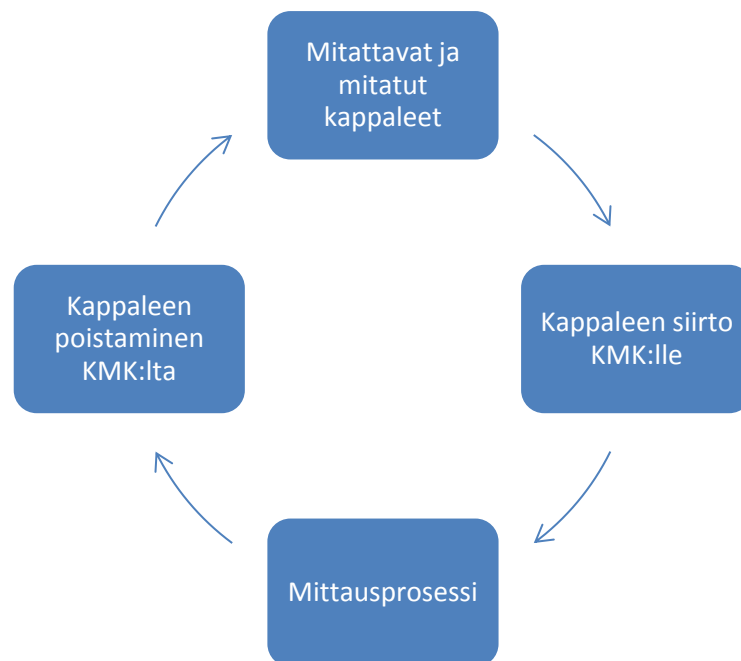 Mitattavat ja
mitatut
kappaleet
Kappaleen siirto
KMK:lle
Mittausprosessi
Kappaleen
poistaminen
KMK:lta